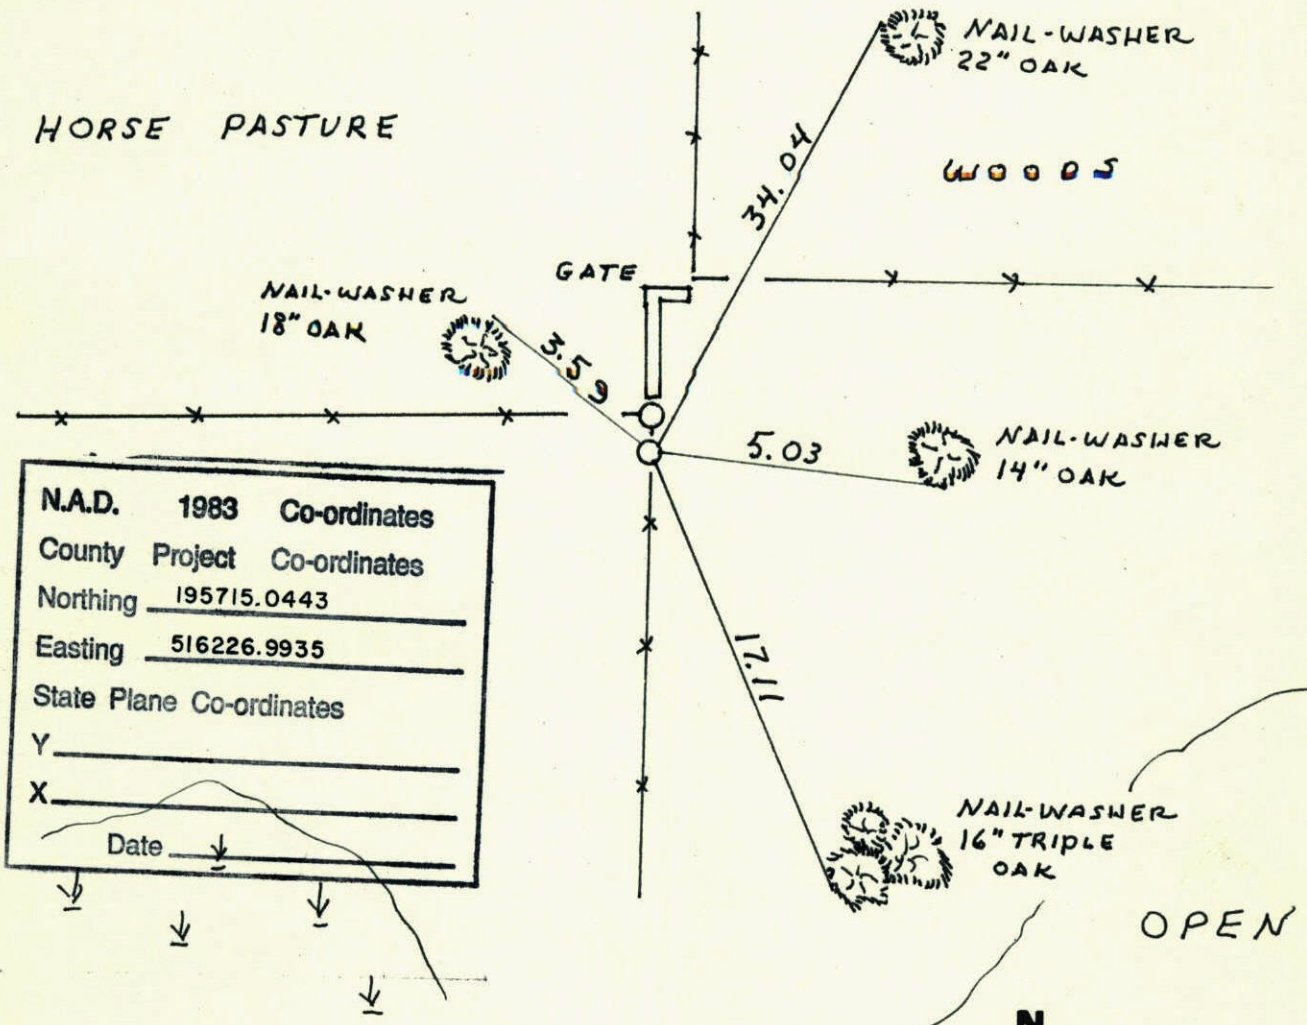 NAIL-WASHER
22" OAK
HORSE PASTURE
34.04
WOODS
GATE
NAIL-WASHER
18" OAK
3.59
5.03
NAIL-WASHER
14" OAK
N.A.D. 1983 Co-ordinates
County Project Co-ordinates
Northing 195715.0443
Easting 516226.9935
State Plane Co-ordinates
Y
X
Date
17.11
NAIL-WASHER
16" TRIPLE
OAK
OPEN
N